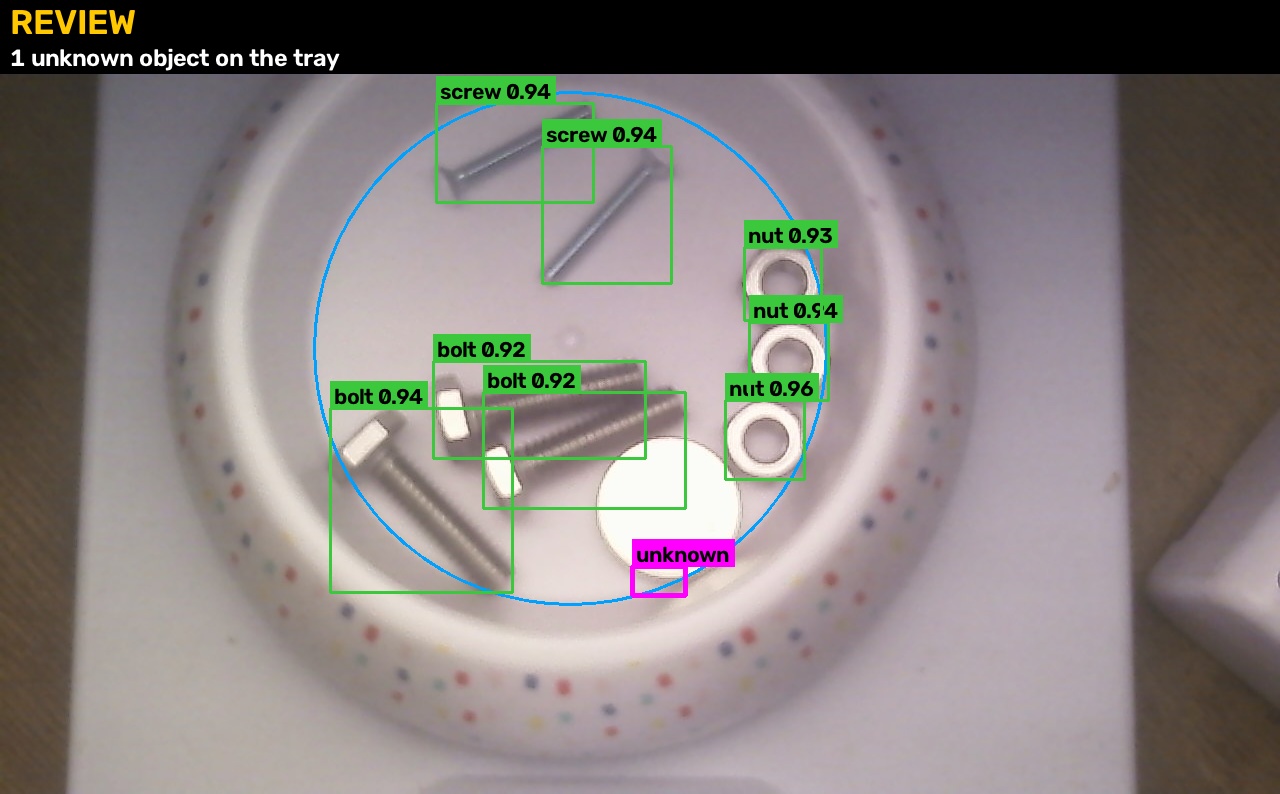 REVIEW
1 unknown object on the tray
screw 0.94
screw 0.94
nut 0.93
nut 0.94
bolt 0.92
bolt 0.92
bolt 0.94
nut 0.96
unknown